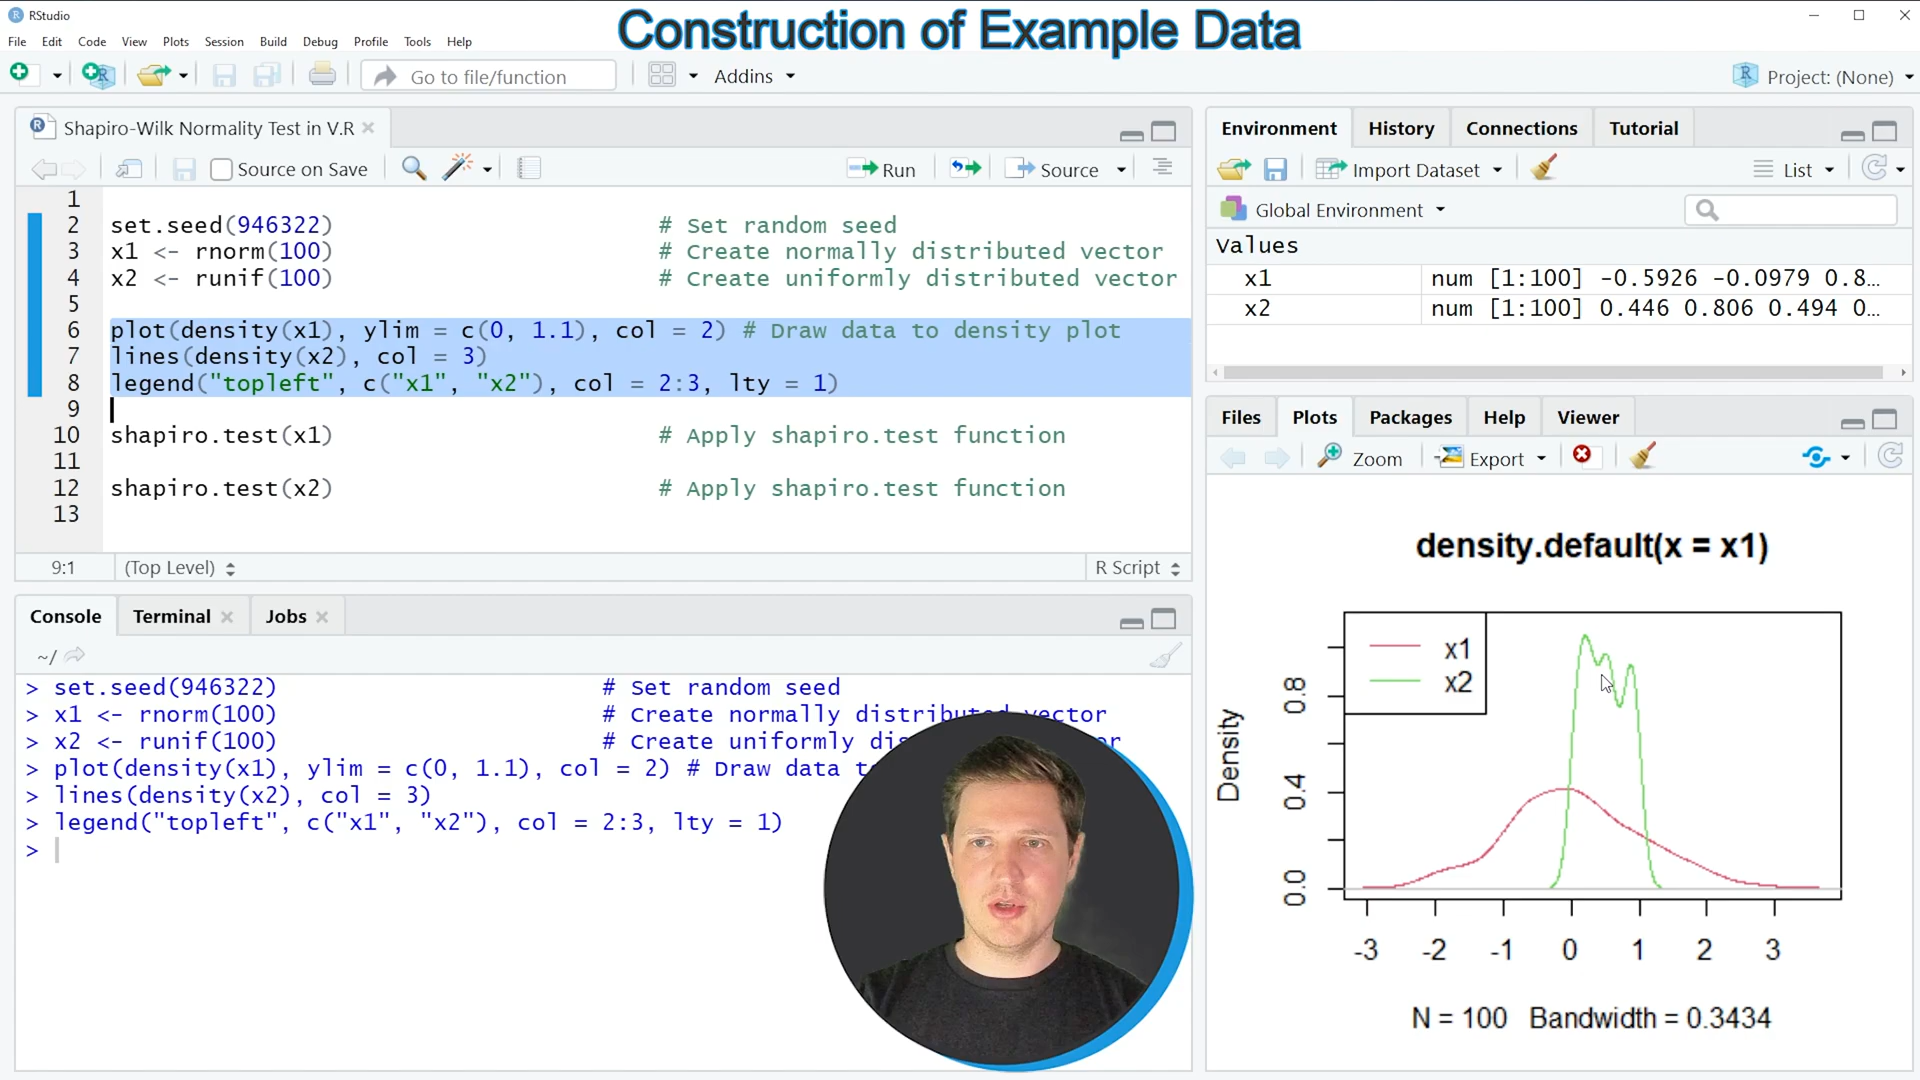 RStudio
Construction of Example Data
File Edit Code View Plots Session Build Debug Profile Tools Help
Go to file/function
Addins
Project: (None)
Shapiro-Wilk Normality Test in V.R
Source on Save
Run
Source
1
2 set.seed(946322) # Set random seed
3 x1 <- rnorm(100) # Create normally distributed vector
4 x2 <- runif(100) # Create uniformly distributed vector
5
6 plot(density(x1), ylim = c(0, 1.1), col = 2) # Draw data to density plot
7 lines(density(x2), col = 3)
8 legend("topleft", c("x1", "x2"), col = 2:3, lty = 1)
9
10 shapiro.test(x1) # Apply shapiro.test function
11
12 shapiro.test(x2) # Apply shapiro.test function
13
9:1 (Top Level) R Script
Console Terminal Jobs
~/
> set.seed(946322) # Set random seed
> x1 <- rnorm(100) # Create normally distributed vector
> x2 <- runif(100) # Create uniformly
> plot(density(x1), ylim = c(0, 1.1), col = 2) # Draw data
> lines(density(x2), col = 3)
> legend("topleft", c("x1", "x2"), col = 2:3, lty = 1)
>
Environment History Connections Tutorial
Import Dataset
List
Global Environment
Values
x1 num [1:100] -0.5926 -0.0979 0.8…
x2 num [1:100] 0.446 0.806 0.494 0…
Files Plots Packages Help Viewer
Zoom
Export
density.default(x = x1)
x1
x2
Density
0.0 0.4 0.8
-3 -2 -1 0 1 2 3
N = 100 Bandwidth = 0.3434